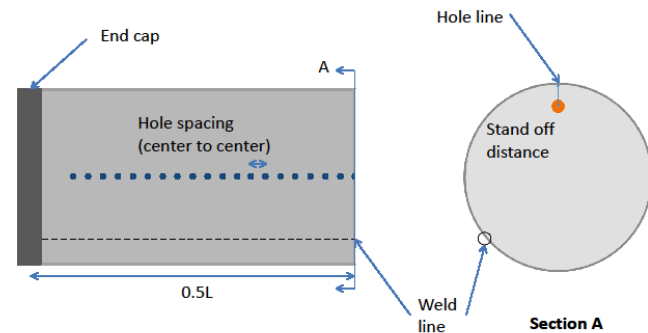 Hole line
End cap
A
Hole spacing
(center to center)
Stand off
distance
0.5L
Weld
line
Section A